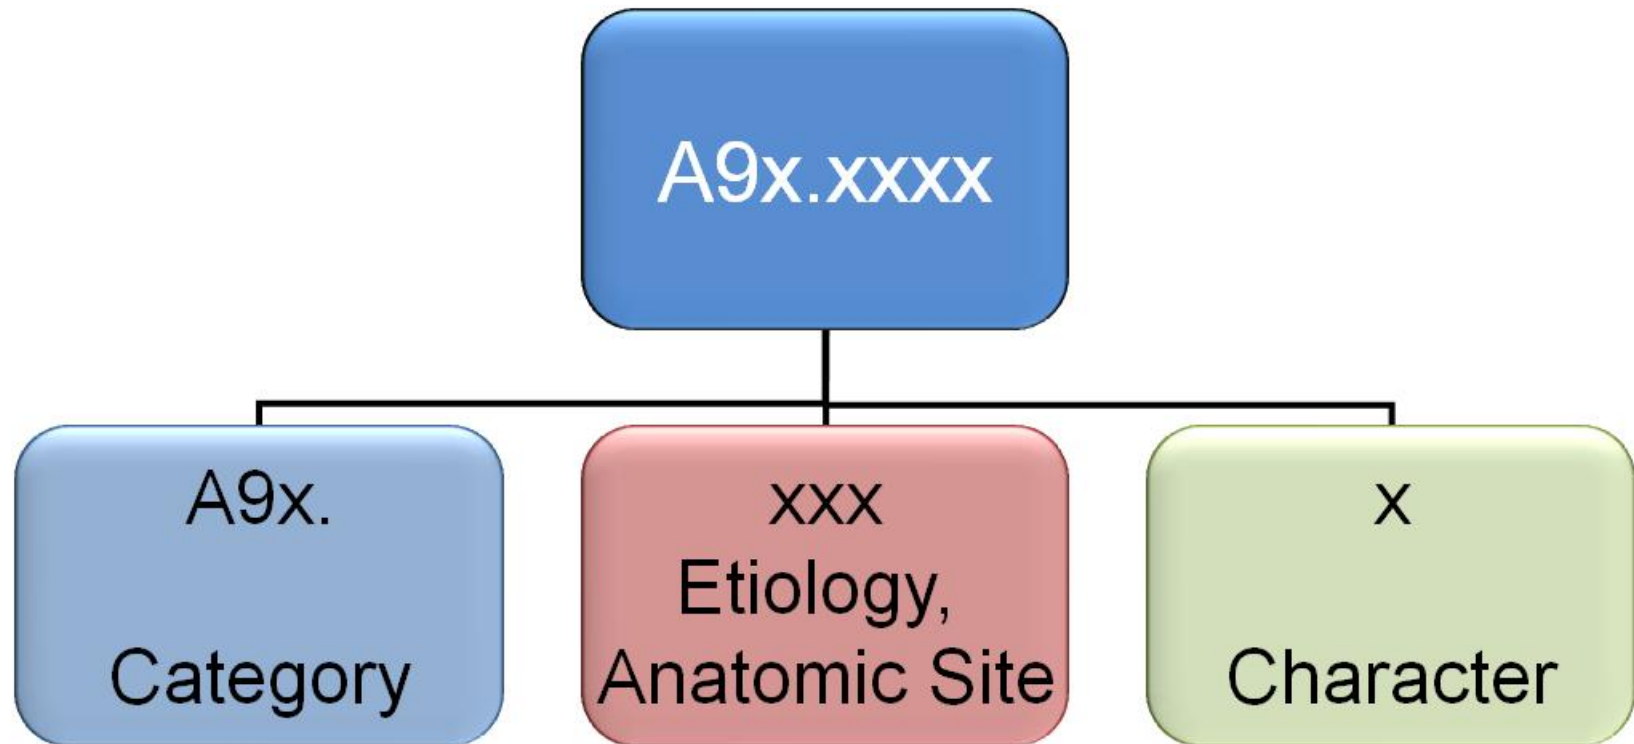 A9x.xxxx
A9x.
Category
xxx
Etiology,
Anatomic Site
x
Character